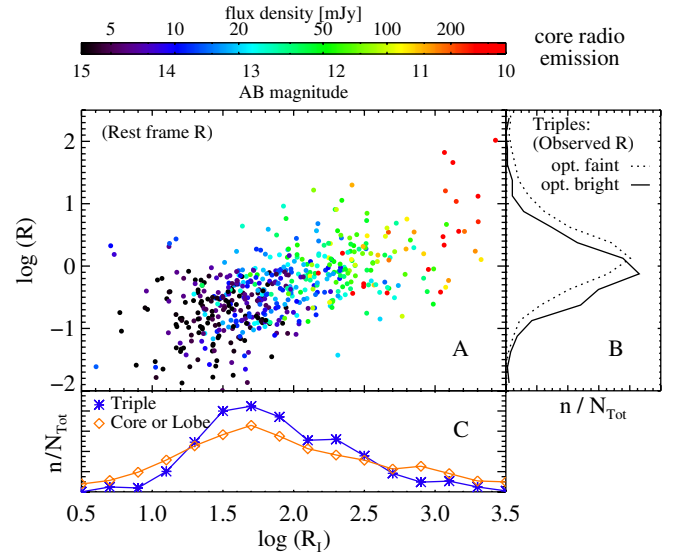 flux density [mJy]
5 10 20 50 100 200
core radio
emission
15 14 13 12 11 10
AB magnitude
(Rest frame R)
2
1
0
−1
−2
log (R)
A
Triples:
(Observed R)
opt. faint
opt. bright
B
n / N_Tot
n/N_Tot
Triple
Core or Lobe
C
0.5 1.0 1.5 2.0 2.5 3.0 3.5
log (R_I)